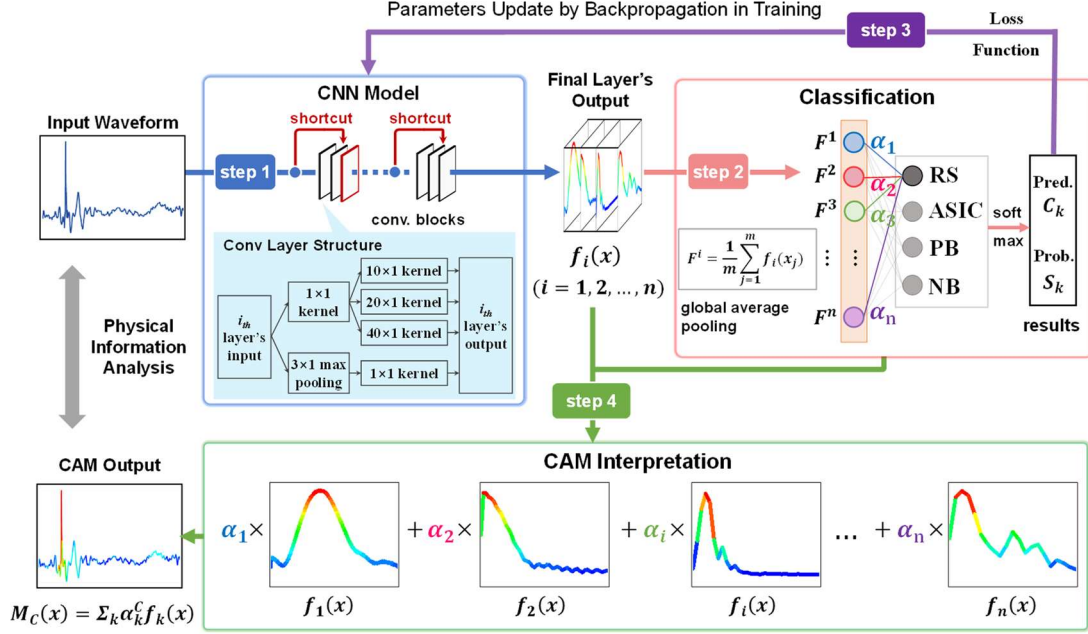 Parameters Update by Backpropagation in Training
step 3
Loss
Function
CNN Model
Final Layer's
Output
Classification
Input Waveform
shortcut
shortcut
step 1
conv. blocks
step 2
F¹
α₁
F²
α₂
F³
α₃
Fⁿ
αn
RS
ASIC
PB
NB
soft
max
Pred.
Cₖ
Prob.
Sₖ
results
Conv Layer Structure
ith
layer's
input
1×1
kernel
10×1 kernel
20×1 kernel
40×1 kernel
3×1 max
pooling
1×1 kernel
ith
layer's
output
fᵢ(x)
(i = 1, 2, ..., n)
Fⁱ = 1/m ∑ⱼ₌₁ᵐ fᵢ(xⱼ)
global average
pooling
Physical
Information
Analysis
step 4
CAM Output
CAM Interpretation
α₁× + α₂× + αᵢ× ... + αn×
f₁(x) f₂(x) fᵢ(x) fₙ(x)
M_C(x) = Σₖαₖᶜfₖ(x)